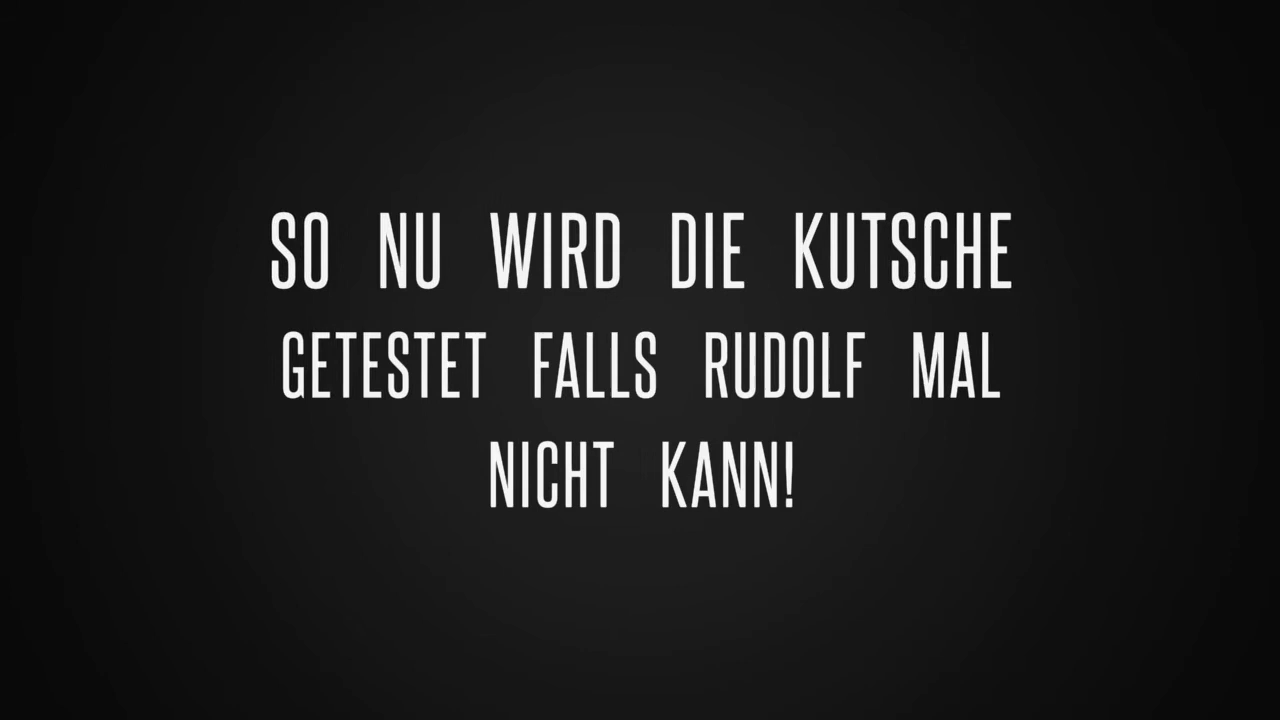 SO NU WIRD DIE KUTSCHE
GETESTET FALLS RUDOLF MAL
NICHT KANN!